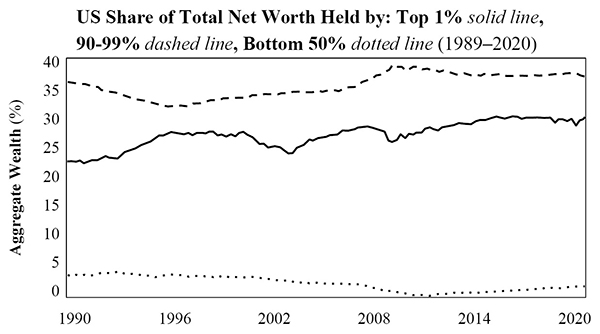 US Share of Total Net Worth Held by: Top 1% solid line,
90-99% dashed line, Bottom 50% dotted line (1989–2020)
Aggregate Wealth (%)
40
35
30
25
20
15
10
5
0
1990 1996 2002 2008 2014 2020